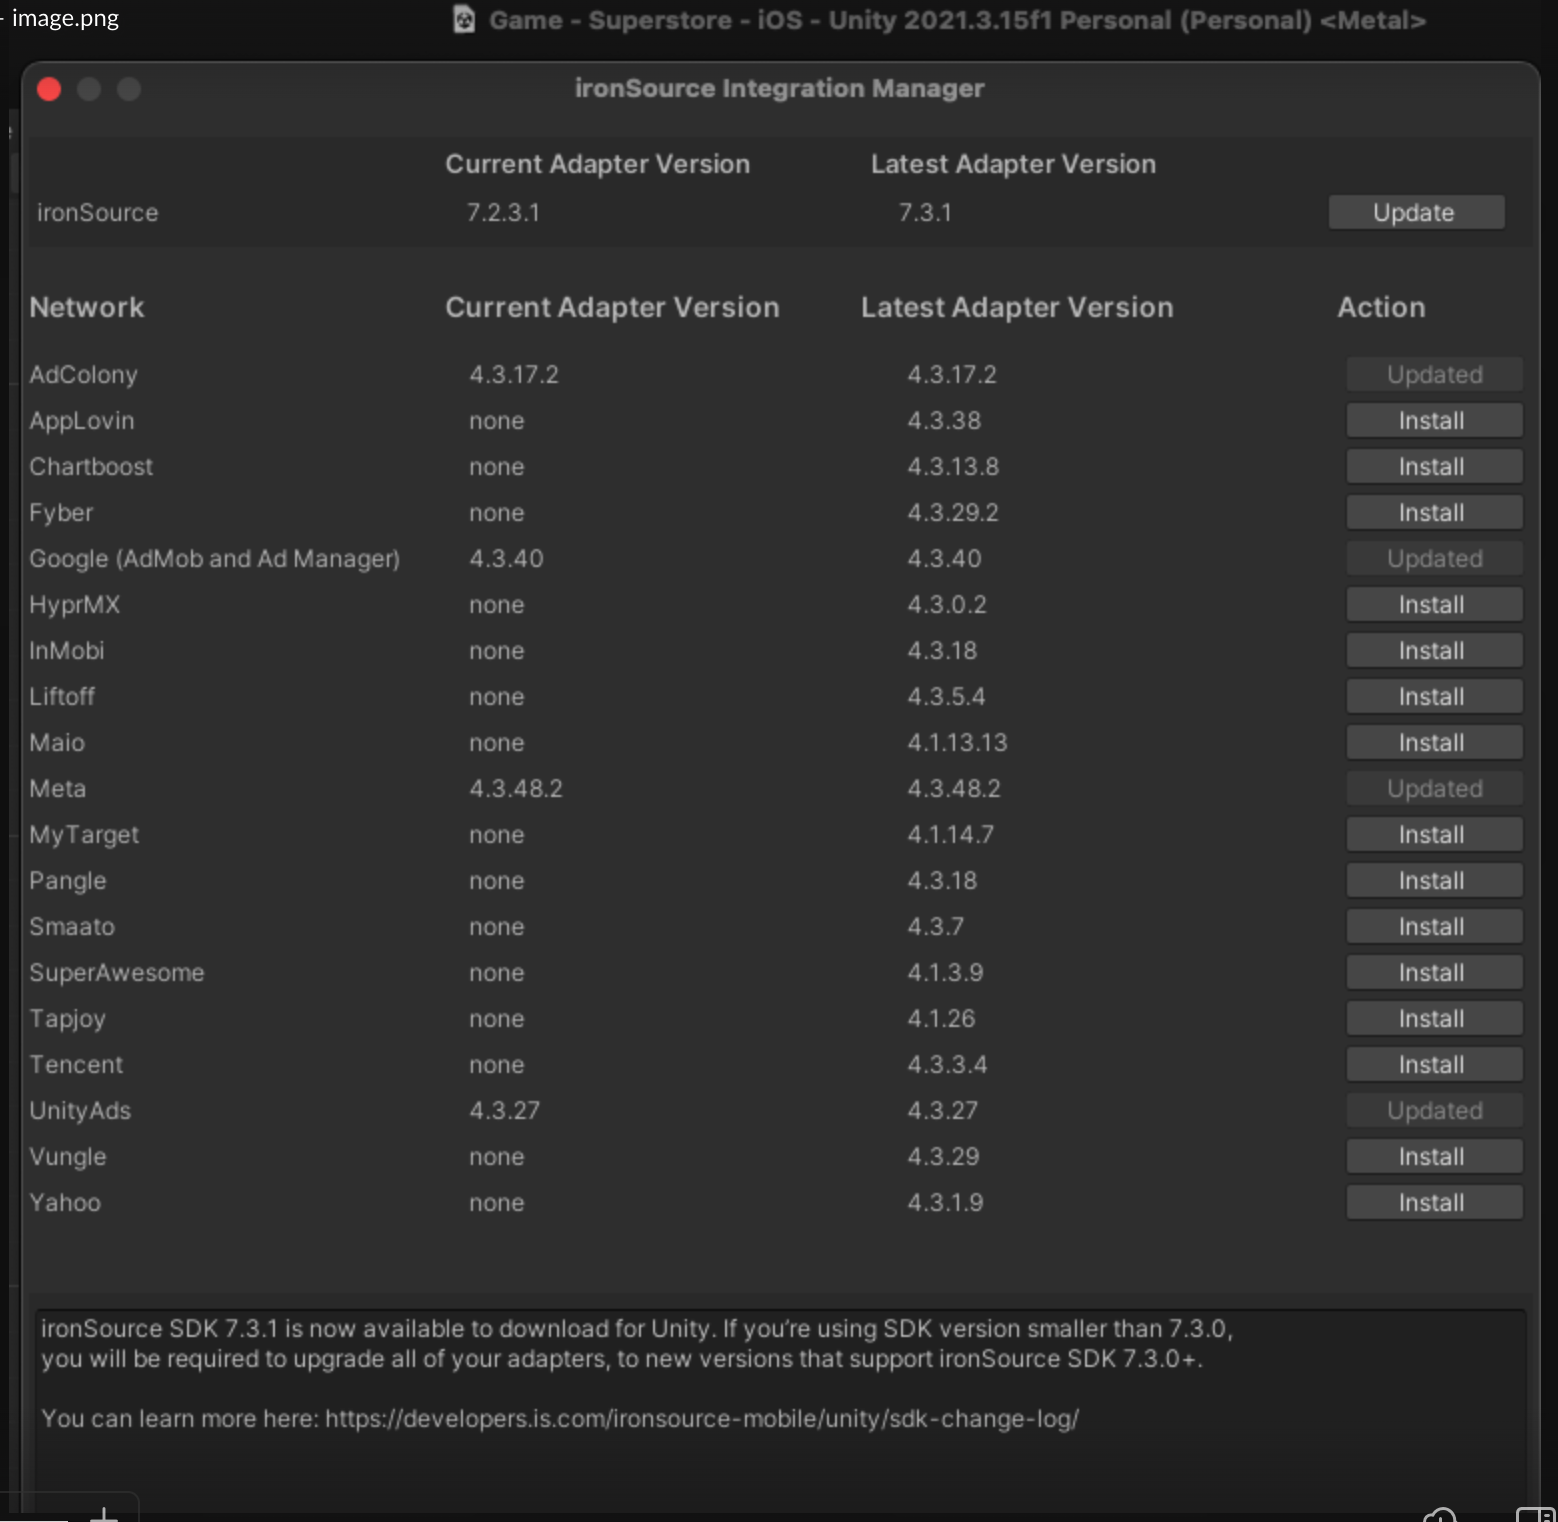 image.png
Game - Superstore - iOS - Unity 2021.3.15f1 Personal (Personal) <Metal>
ironSource Integration Manager
Current Adapter Version Latest Adapter Version
ironSource 7.2.3.1 7.3.1 Update
Network Current Adapter Version Latest Adapter Version Action
AdColony 4.3.17.2 4.3.17.2 Updated
AppLovin none 4.3.38 Install
Chartboost none 4.3.13.8 Install
Fyber none 4.3.29.2 Install
Google (AdMob and Ad Manager) 4.3.40 4.3.40 Updated
HyprMX none 4.3.0.2 Install
InMobi none 4.3.18 Install
Liftoff none 4.3.5.4 Install
Maio none 4.1.13.13 Install
Meta 4.3.48.2 4.3.48.2 Updated
MyTarget none 4.1.14.7 Install
Pangle none 4.3.18 Install
Smaato none 4.3.7 Install
SuperAwesome none 4.1.3.9 Install
Tapjoy none 4.1.26 Install
Tencent none 4.3.3.4 Install
UnityAds 4.3.27 4.3.27 Updated
Vungle none 4.3.29 Install
Yahoo none 4.3.1.9 Install
ironSource SDK 7.3.1 is now available to download for Unity. If you're using SDK version smaller than 7.3.0,
you will be required to upgrade all of your adapters, to new versions that support ironSource SDK 7.3.0+.
You can learn more here: https://developers.is.com/ironsource-mobile/unity/sdk-change-log/